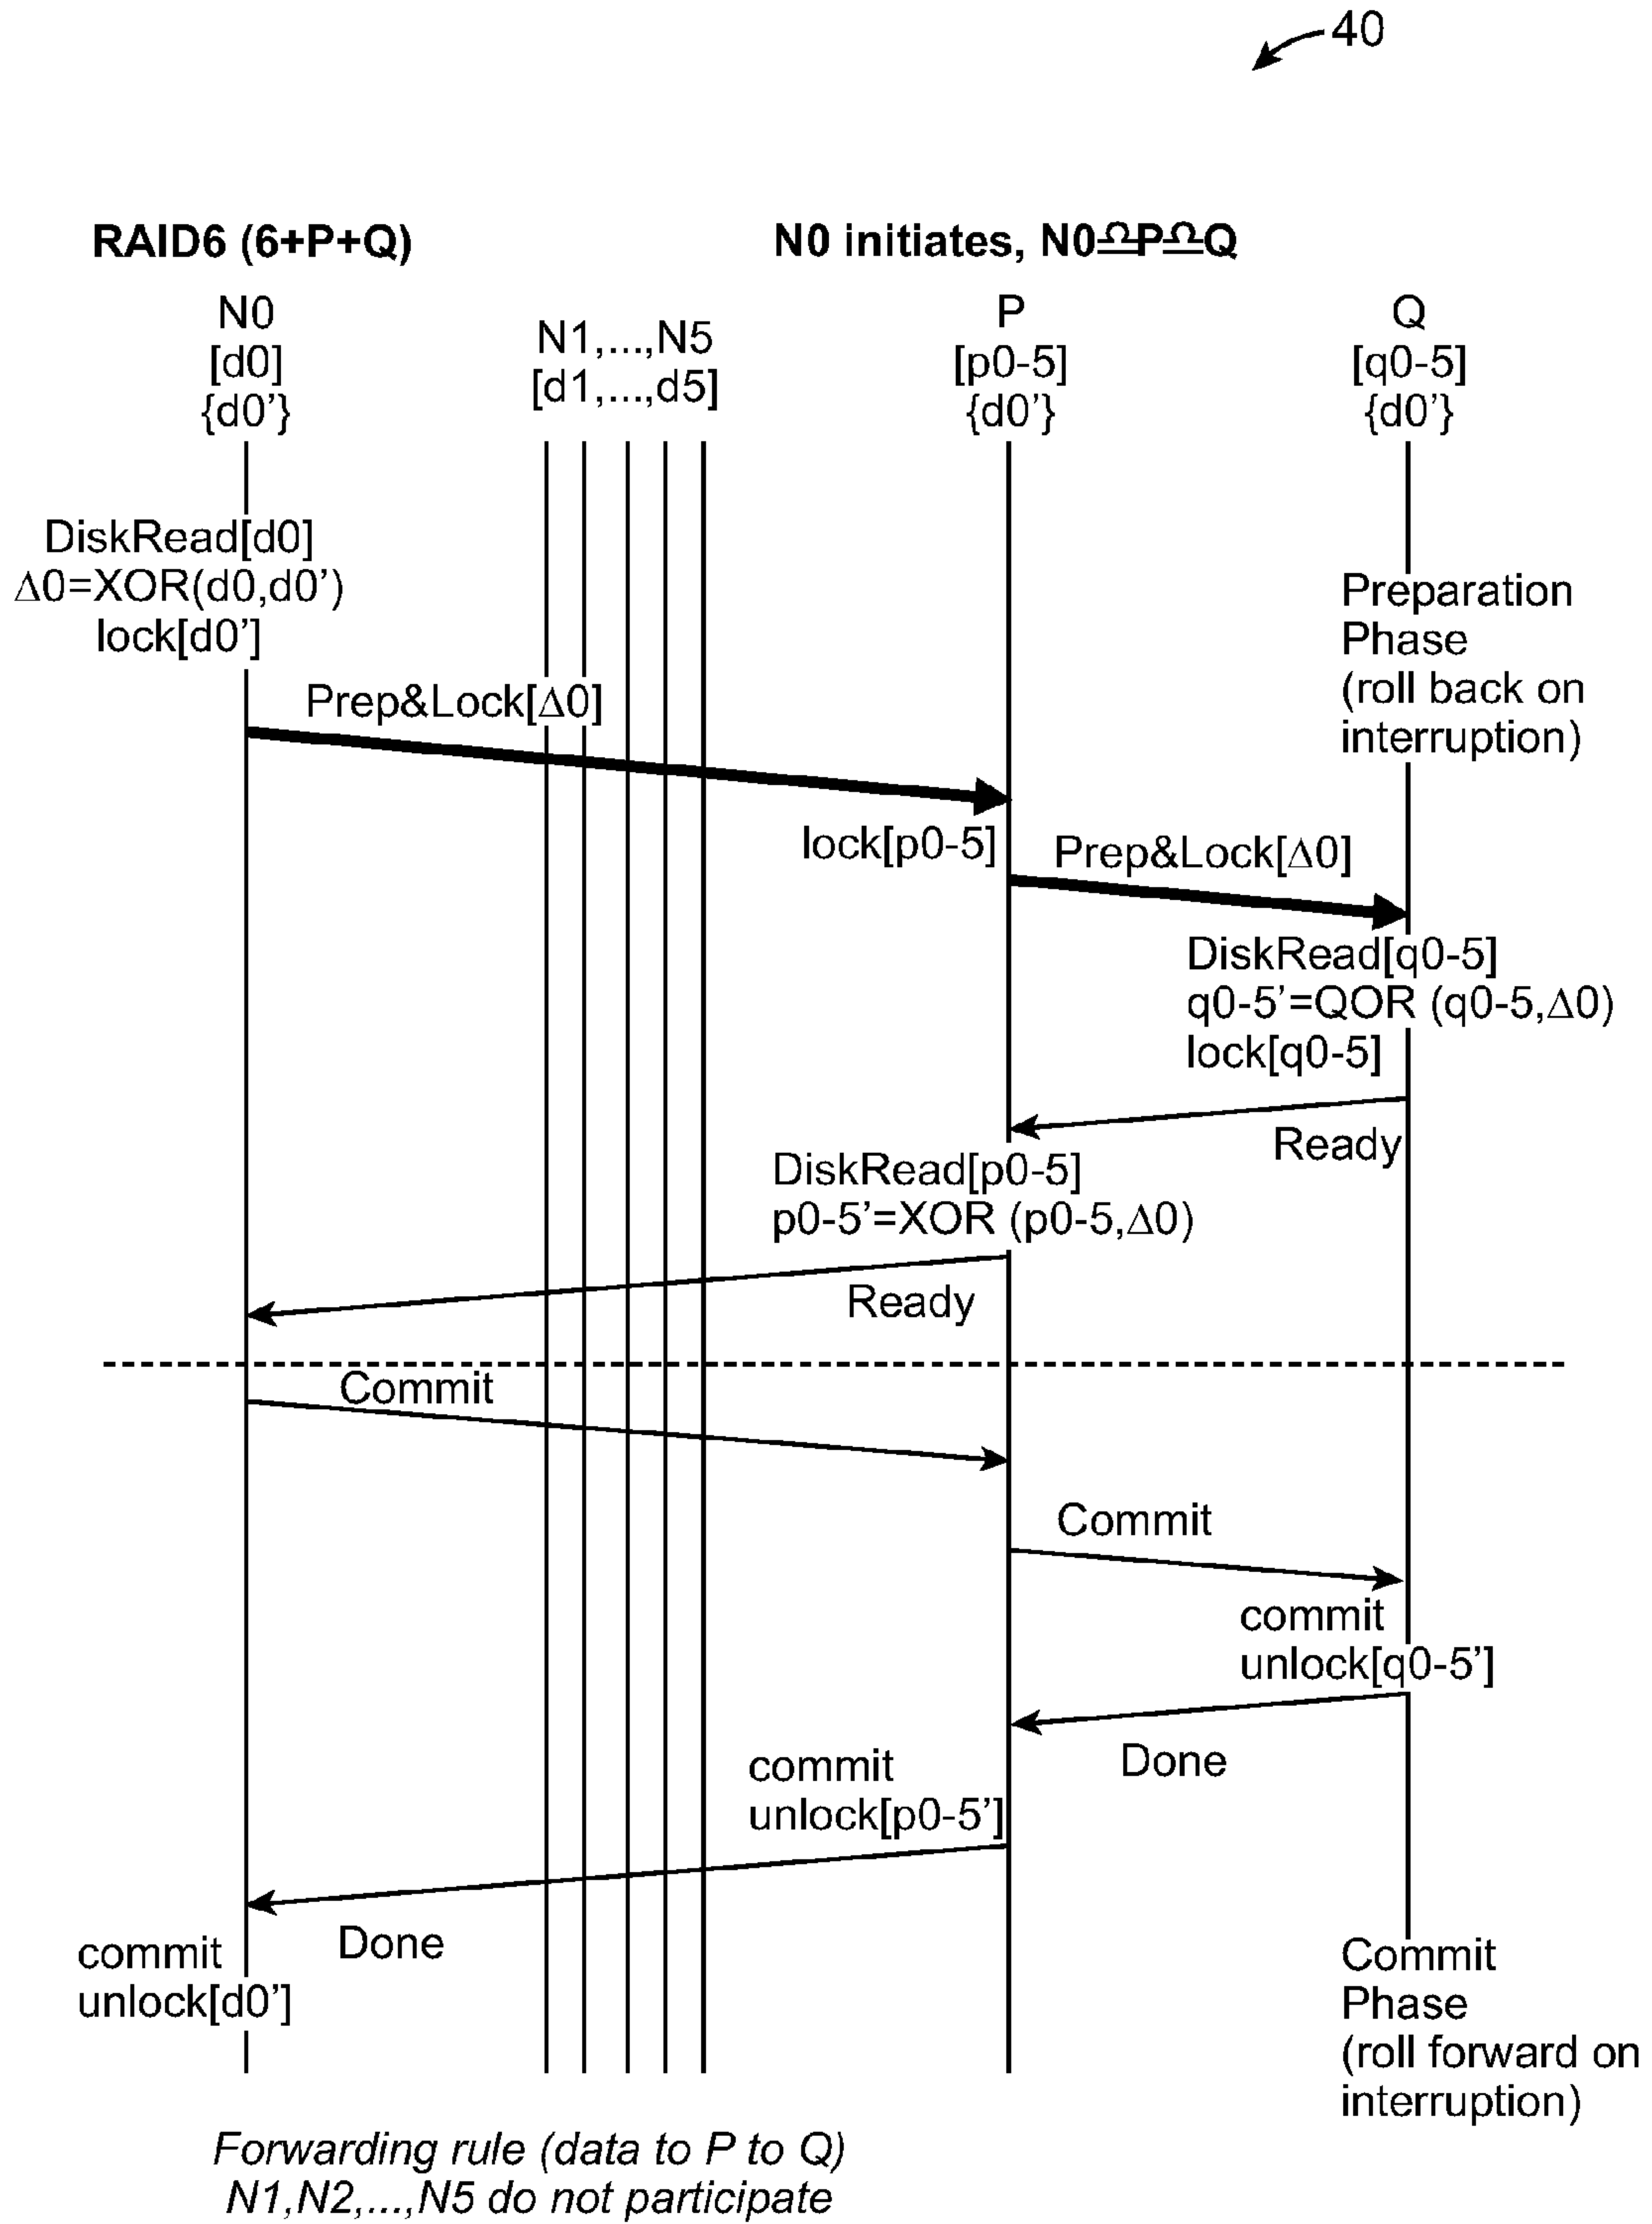 40
RAID6 (6+P+Q)
N0 initiates, N0♎P♎Q
N0
[d0]
{d0’}
N1,...,N5
[d1,...,d5]
P
[p0-5]
{d0’}
Q
[q0-5]
{d0’}
DiskRead[d0]
Δ0=XOR(d0,d0’)
lock[d0’]
Preparation
Phase
(roll back on
interruption)
Prep&Lock[Δ0]
lock[p0-5]
Prep&Lock[Δ0]
DiskRead[q0-5]
q0-5’=QOR (q0-5,Δ0)
lock[q0-5]
Ready
DiskRead[p0-5]
p0-5’=XOR (p0-5,Δ0)
Ready
Commit
Commit
commit
unlock[q0-5’]
Done
commit
unlock[p0-5’]
Done
commit
unlock[d0’]
Commit
Phase
(roll forward on
interruption)
Forwarding rule (data to P to Q)
N1,N2,...,N5 do not participate